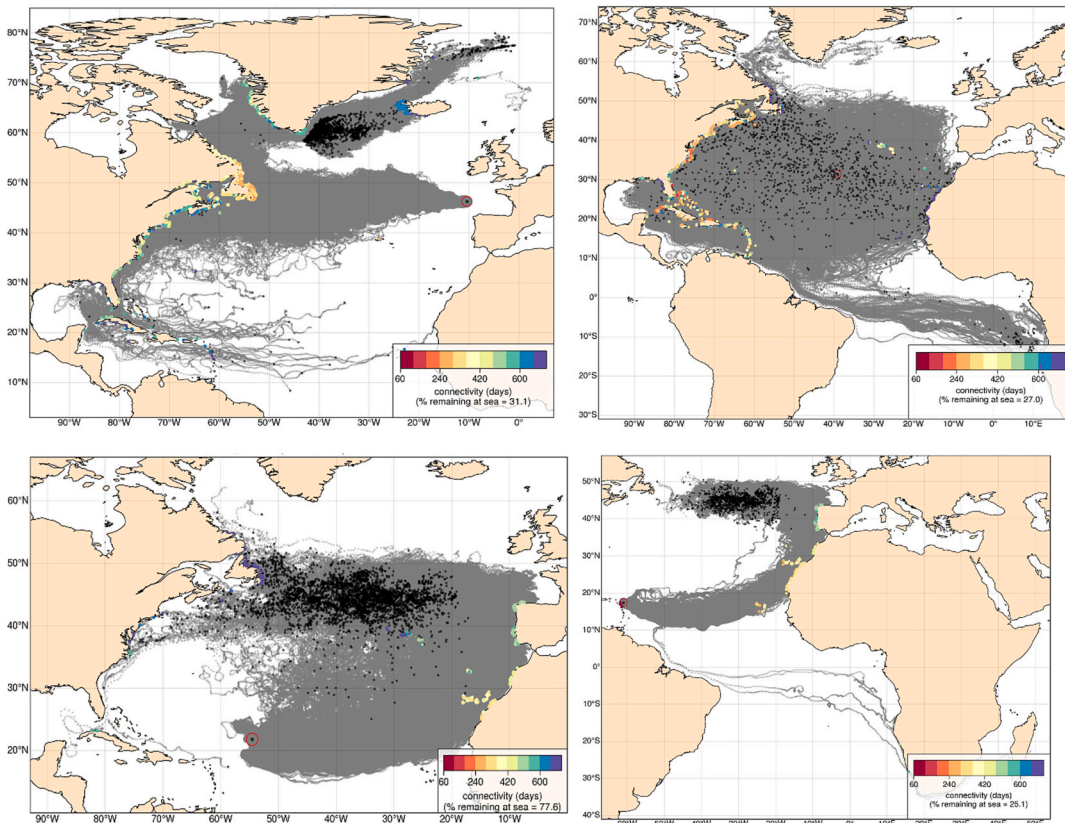 80°N
70°N
60°N
50°N
40°N
30°N
20°N
10°N
90°W 80°W 70°W 60°W 50°W 40°W 30°W 20°W 10°W 0°
60 240 420 600
connectivity (days)
(% remaining at sea = 31.1)
70°N
60°N
50°N
40°N
30°N
20°N
10°N
0°
10°S
20°S
30°S
90°W 80°W 70°W 60°W 50°W 40°W 30°W 20°W 10°W 0° 10°E
60 240 420 600
connectivity (days)
(% remaining at sea = 27.0)
60°N
50°N
40°N
30°N
20°N
80°W 70°W 60°W 50°W 40°W 30°W 20°W 10°W
60 240 420 600
connectivity (days)
(% remaining at sea = 77.6)
50°N
40°N
30°N
20°N
10°N
0°
10°S
20°S
30°S
40°S
60 240 420 600
connectivity (days)
(% remaining at sea = 25.1)